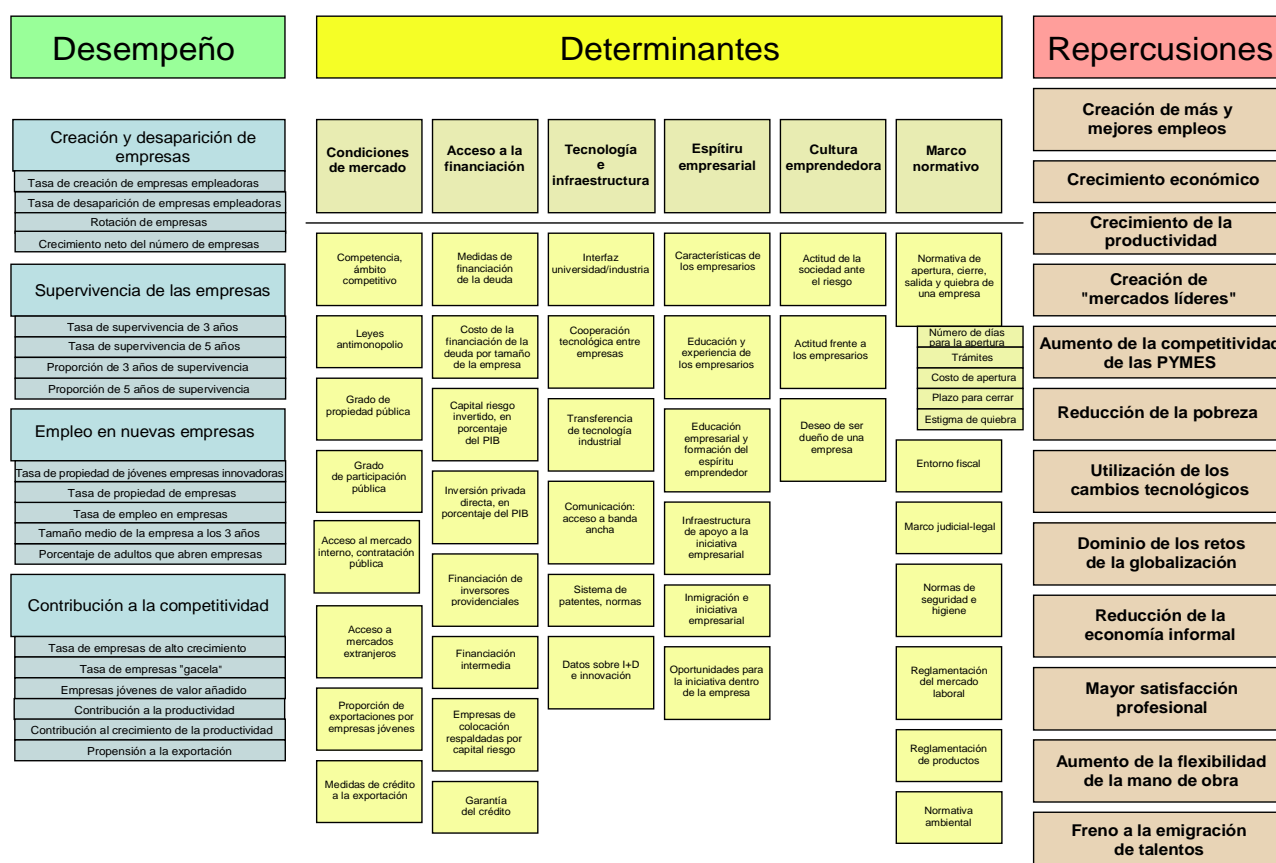 Desempeño
Determinantes
Repercusiones
Creación y desaparición de
empresas
Tasa de creación de empresas empleadoras
Tasa de desaparición de empresas empleadoras
Rotación de empresas
Crecimiento neto del número de empresas
Supervivencia de las empresas
Tasa de supervivencia de 3 años
Tasa de supervivencia de 5 años
Proporción de 3 años de supervivencia
Proporción de 5 años de supervivencia
Empleo en nuevas empresas
Tasa de propiedad de jóvenes empresas innovadoras
Tasa de propiedad de empresas
Tasa de empleo en empresas
Tamaño medio de la empresa a los 3 años
Porcentaje de adultos que abren empresas
Contribución a la competitividad
Tasa de empresas de alto crecimiento
Tasa de empresas "gacela"
Empresas jóvenes de valor añadido
Contribución a la productividad
Contribución al crecimiento de la productividad
Propensión a la exportación
Condiciones
de mercado
Competencia,
ámbito
competitivo
Leyes
antimonopolio
Grado de
propiedad pública
Grado
de participación
pública
Acceso al mercado
interno, contratación
pública
Acceso a
mercados
extranjeros
Proporción de
exportaciones por
empresas jóvenes
Medidas de crédito
a la exportación
Acceso a la
financiación
Medidas de
financiación
de la deuda
Costo de la
financiación de la
deuda por tamaño
de la empresa
Capital riesgo
invertido, en
porcentaje
del PIB
Inversión privada
directa, en
porcentaje del PIB
Financiación de
inversores
providenciales
Financiación
intermedia
Empresas de
colocación
respaldadas por
capital riesgo
Garantía
del crédito
Tecnología
e
infraestructura
Interfaz
universidad/industria
Cooperación
tecnológica entre
empresas
Transferencia
de tecnología
industrial
Comunicación:
acceso a banda
ancha
Sistema de
patentes, normas
Datos sobre I+D
e innovación
Espítiru
empresarial
Características de
los empresarios
Educación y
experiencia de
los empresarios
Educación
empresarial y
formación del
espíritu
emprendedor
Infraestructura
de apoyo a la
iniciativa
empresarial
Inmigración e
iniciativa
empresarial
Oportunidades para
la iniciativa dentro
de la empresa
Cultura
emprendedora
Actitud de la
sociedad ante
el riesgo
Actitud frente a
los empresarios
Deseo de ser
dueño de una
empresa
Marco
normativo
Normativa de
apertura, cierre,
salida y quiebra de
una empresa
Número de días
para la apertura
Trámites
Costo de apertura
Plazo para cerrar
Estigma de quiebra
Entorno fiscal
Marco judicial-legal
Normas de
seguridad e
higiene
Reglamentación
del mercado
laboral
Reglamentación
de productos
Normativa
ambiental
Creación de más y
mejores empleos
Crecimiento económico
Crecimiento de la
productividad
Creación de
"mercados líderes"
Aumento de la competitividad
de las PYMES
Reducción de la pobreza
Utilización de los
cambios tecnológicos
Dominio de los retos
de la globalización
Reducción de la
economía informal
Mayor satisfacción
profesional
Aumento de la flexibilidad
de la mano de obra
Freno a la emigración
de talentos